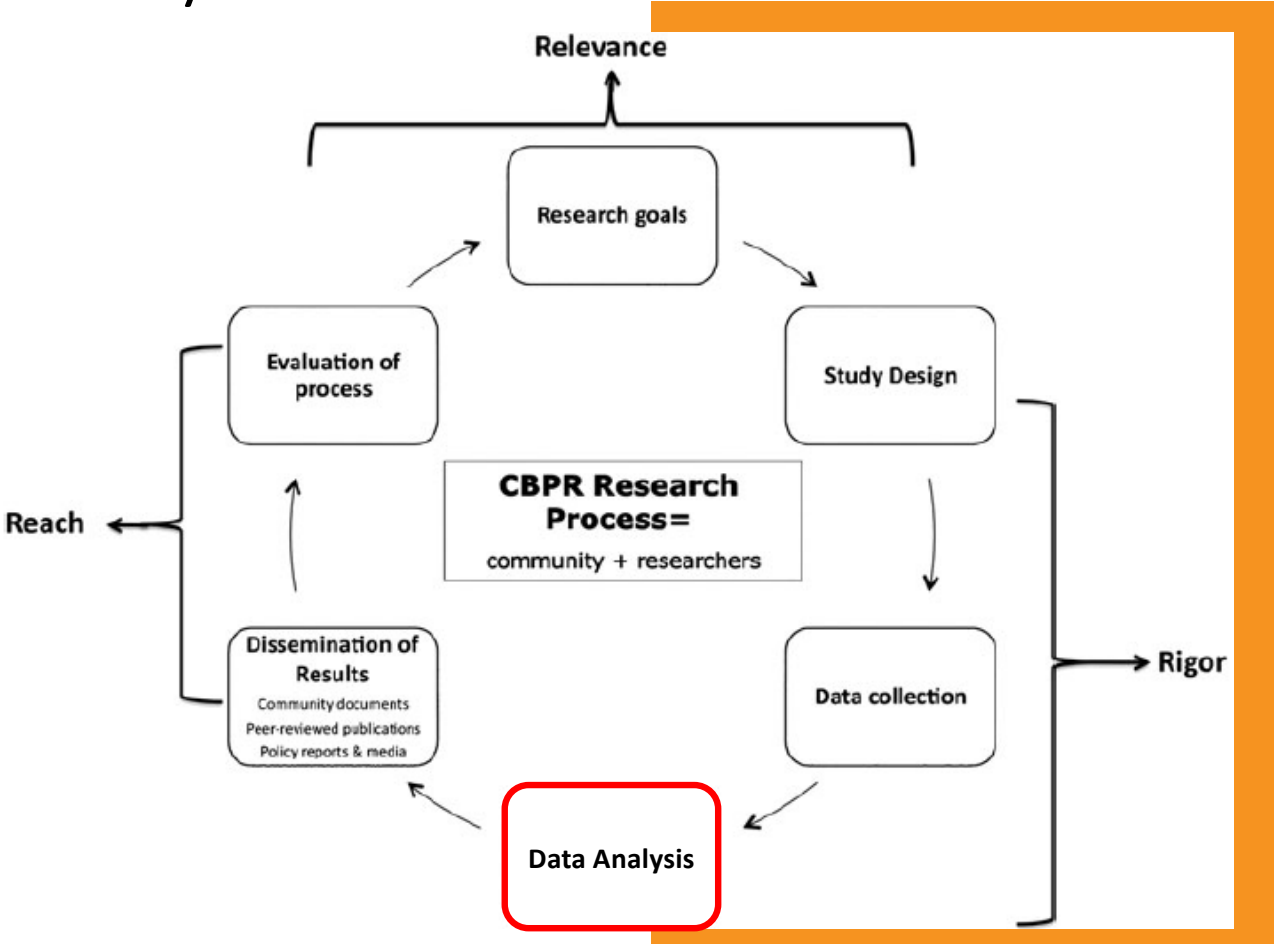 Relevance
Research goals
Evaluation of
process
Study Design
CBPR Research
Process=
community + researchers
Reach
Rigor
Dissemination of
Results
Community documents
Peer-reviewed publications
Policy reports & media
Data collection
Data Analysis